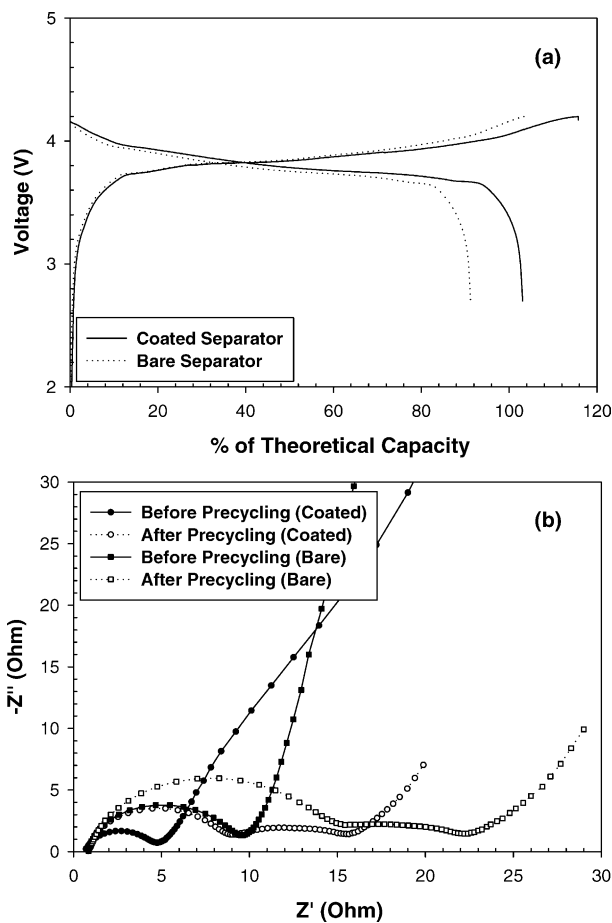 5
(a)
4
Voltage (V)
3
Coated Separator
Bare Separator
2
0 20 40 60 80 100 120
% of Theoretical Capacity
30
Before Precycling (Coated)
(b)
After Precycling (Coated)
25
Before Precycling (Bare)
After Precycling (Bare)
20
-Z'' (Ohm)
15
10
5
0
0 5 10 15 20 25 30
Z' (Ohm)